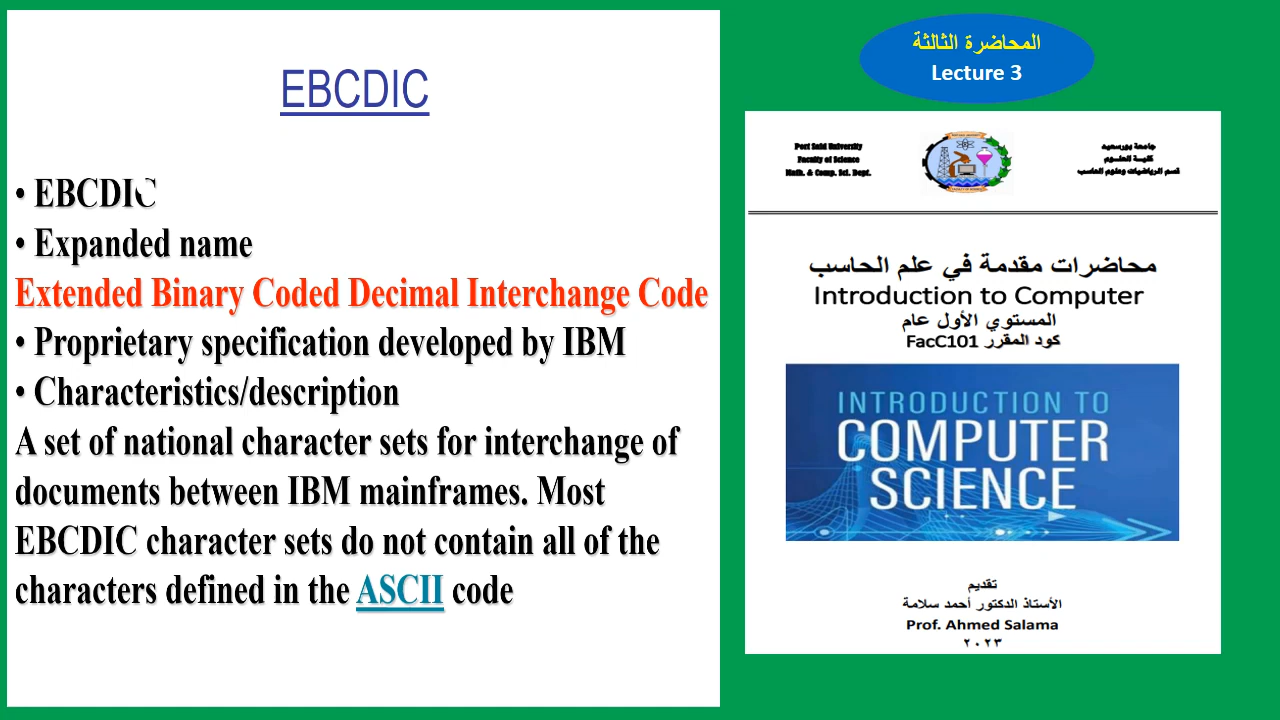 EBCDIC
• EBCDIC
• Expanded name
Extended Binary Coded Decimal Interchange Code
• Proprietary specification developed by IBM
• Characteristics/description
A set of national character sets for interchange of
documents between IBM mainframes. Most
EBCDIC character sets do not contain all of the
characters defined in the ASCII code
المحاضرة الثالثة
Lecture 3
Port Said University
Faculty of Science
Math. & Comp. Sci. Dept.
جامعة بورسعيد
كلية العلوم
قسم الرياضيات وعلوم الحاسب
محاضرات مقدمة في علم الحاسب
Introduction to Computer
المستوي الأول عام
كود المقرر FacC101
INTRODUCTION TO
COMPUTER
SCIENCE
تقديم
الأستاذ الدكتور أحمد سلامة
Prof. Ahmed Salama
٢٠٢٣